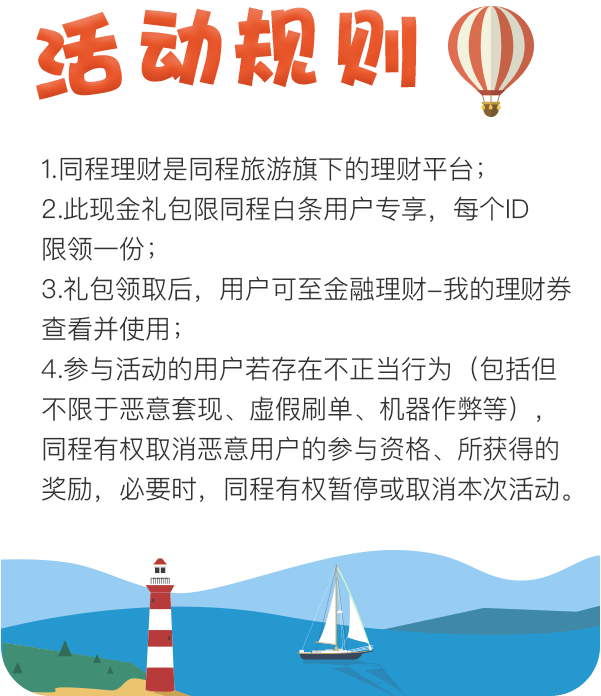 活动规则
1.同程理财是同程旅游旗下的理财平台；
2.此现金礼包限同程白条用户专享，每个ID
限领一份；
3.礼包领取后，用户可至金融理财-我的理财券
查看并使用；
4.参与活动的用户若存在不正当行为（包括但
不限于恶意套现、虚假刷单、机器作弊等），
同程有权取消恶意用户的参与资格、所获得的
奖励，必要时，同程有权暂停或取消本次活动。